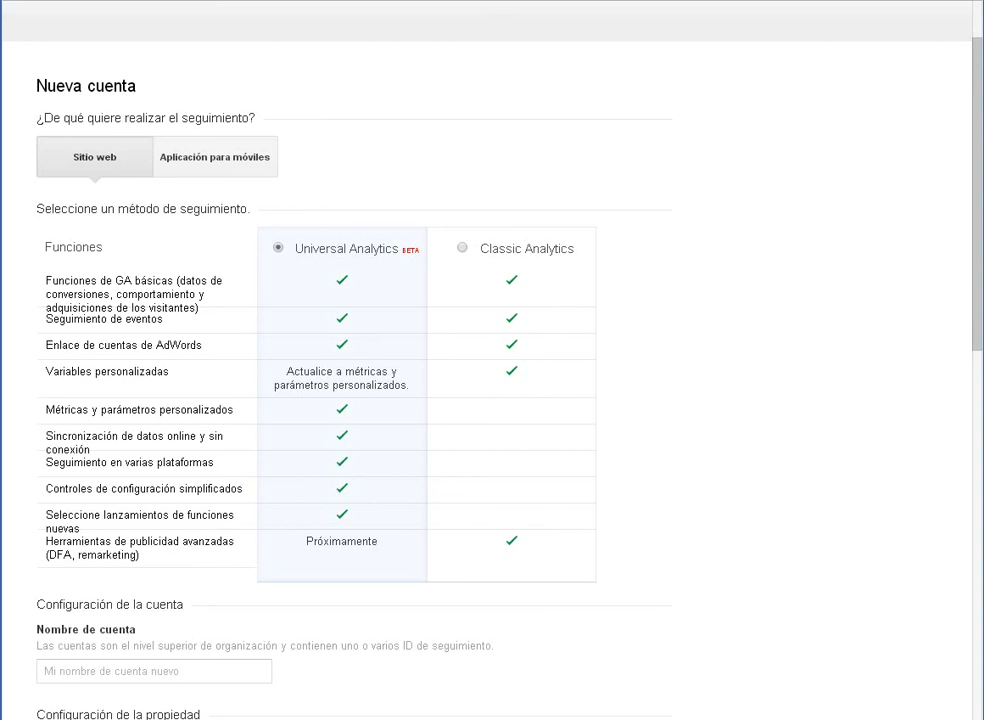 Nueva cuenta
¿De qué quiere realizar el seguimiento?
Sitio web
Aplicación para móviles
Seleccione un método de seguimiento.
Funciones
Universal Analytics BETA
Classic Analytics
Funciones de GA básicas (datos de
conversiones, comportamiento y
adquisiciones de los visitantes)
Seguimiento de eventos
Enlace de cuentas de AdWords
Variables personalizadas
Actualice a métricas y
parámetros personalizados.
Métricas y parámetros personalizados
Sincronización de datos online y sin
conexión
Seguimiento en varias plataformas
Controles de configuración simplificados
Seleccione lanzamientos de funciones
nuevas
Herramientas de publicidad avanzadas
(DFA, remarketing)
Próximamente
Configuración de la cuenta
Nombre de cuenta
Las cuentas son el nivel superior de organización y contienen uno o varios ID de seguimiento.
Mi nombre de cuenta nuevo
Configuración de la propiedad